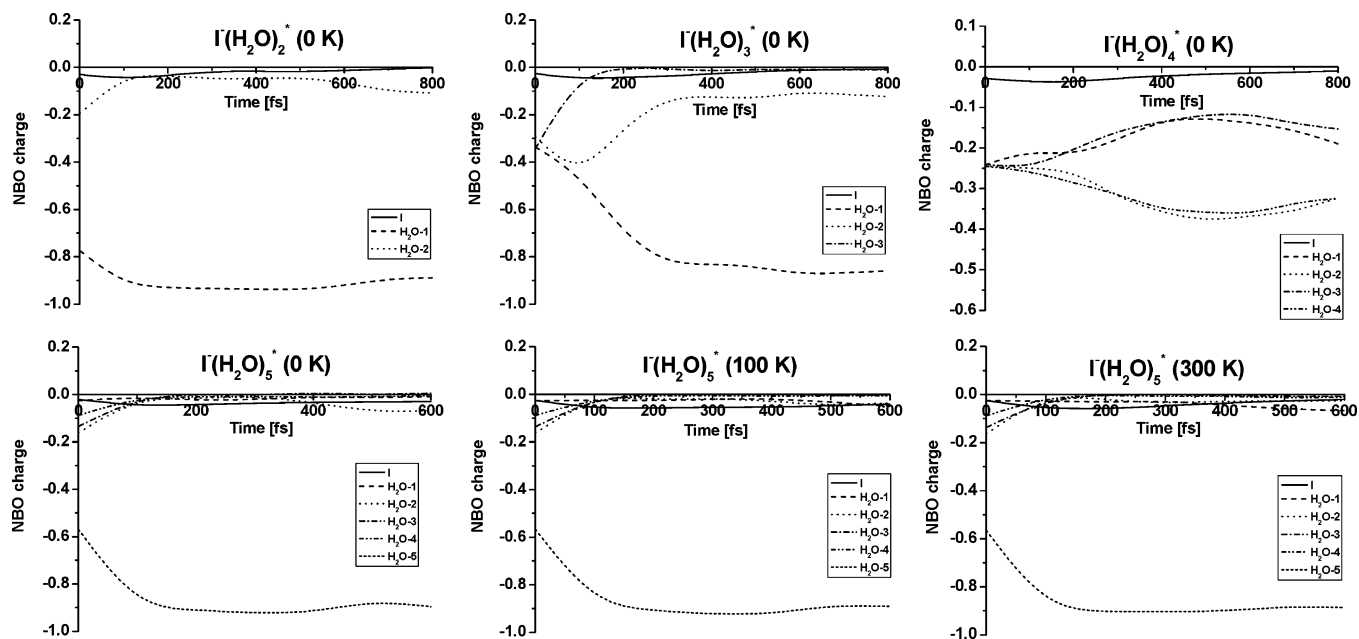 I⁻(H₂O)₂* (0 K)
0.2
0.0
-0.2
-0.4
-0.6
-0.8
-1.0
0 200 400 600 800
Time [fs]
NBO charge
I
H₂O-1
H₂O-2
I⁻(H₂O)₃* (0 K)
0.2
0.0
-0.2
-0.4
-0.6
-0.8
-1.0
0 200 400 600 800
Time [fs]
NBO charge
I
H₂O-1
H₂O-2
H₂O-3
I⁻(H₂O)₄* (0 K)
0.1
0.0
-0.1
-0.2
-0.3
-0.4
-0.5
-0.6
0 200 400 600 800
Time [fs]
NBO charge
I
H₂O-1
H₂O-2
H₂O-3
H₂O-4
I⁻(H₂O)₅* (0 K)
0.2
0.0
-0.2
-0.4
-0.6
-0.8
-1.0
0 200 400 600
Time [fs]
NBO charge
I
H₂O-1
H₂O-2
H₂O-3
H₂O-4
H₂O-5
I⁻(H₂O)₅* (100 K)
0.2
0.0
-0.2
-0.4
-0.6
-0.8
-1.0
0 100 200 300 400 500 600
Time [fs]
NBO charge
I
H₂O-1
H₂O-2
H₂O-3
H₂O-4
H₂O-5
I⁻(H₂O)₅* (300 K)
0.2
0.0
-0.2
-0.4
-0.6
-0.8
-1.0
0 100 200 300 400 500 600
Time [fs]
NBO charge
I
H₂O-1
H₂O-2
H₂O-3
H₂O-4
H₂O-5